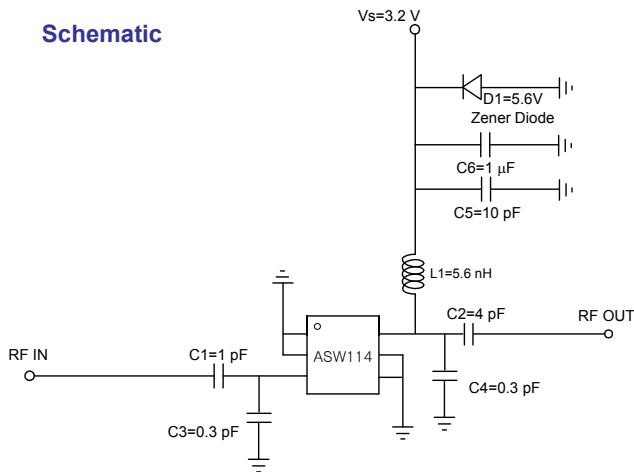 Schematic
Vs=3.2 V
D1=5.6V
Zener Diode
C6=1 μF
C5=10 pF
L1=5.6 nH
C2=4 pF
RF OUT
ASW114
RF IN
C1=1 pF
C4=0.3 pF
C3=0.3 pF